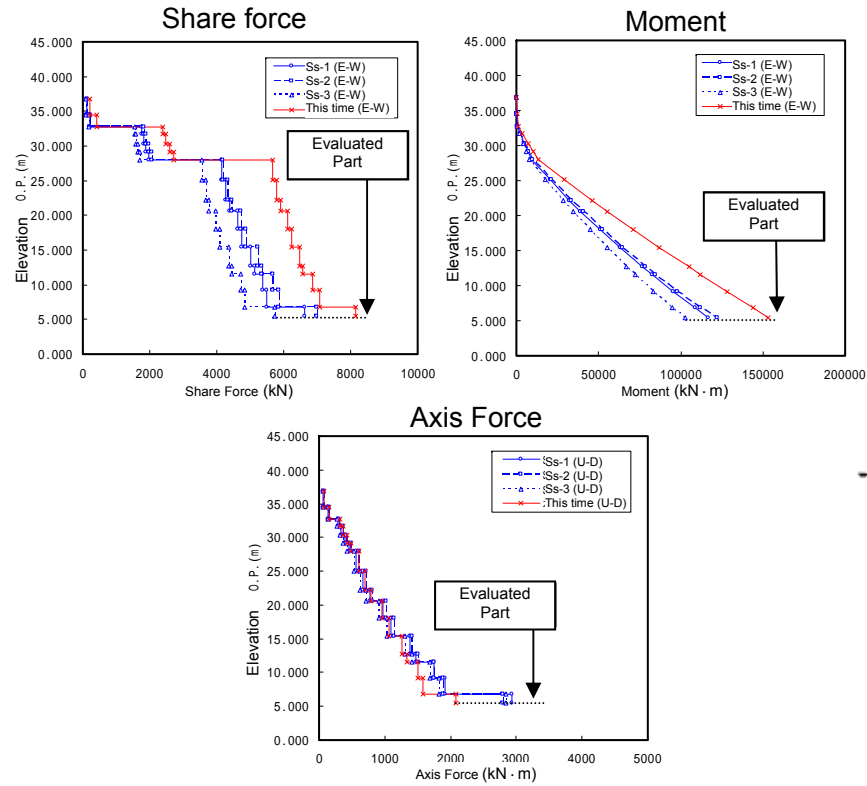 Share force
45.000
40.000
35.000
30.000
25.000
20.000
15.000
10.000
5.000
0.000
Elevation O.P.(m)
Ss-1 (E-W)
Ss-2 (E-W)
Ss-3 (E-W)
This time (E-W)
Evaluated
Part
0 2000 4000 6000 8000 10000
Share Force (kN)
Moment
45.000
40.000
35.000
30.000
25.000
20.000
15.000
10.000
5.000
0.000
Elevation O.P.(m)
Ss-1 (E-W)
Ss-2 (E-W)
Ss-3 (E-W)
This time (E-W)
Evaluated
Part
0 50000 100000 150000 200000
Moment (kN·m)
Axis Force
45.000
40.000
35.000
30.000
25.000
20.000
15.000
10.000
5.000
0.000
Elevation O.P.(m)
Ss-1 (U-D)
Ss-2 (U-D)
Ss-3 (U-D)
This time (U-D)
Evaluated
Part
0 1000 2000 3000 4000 5000
Axis Force (kN·m)